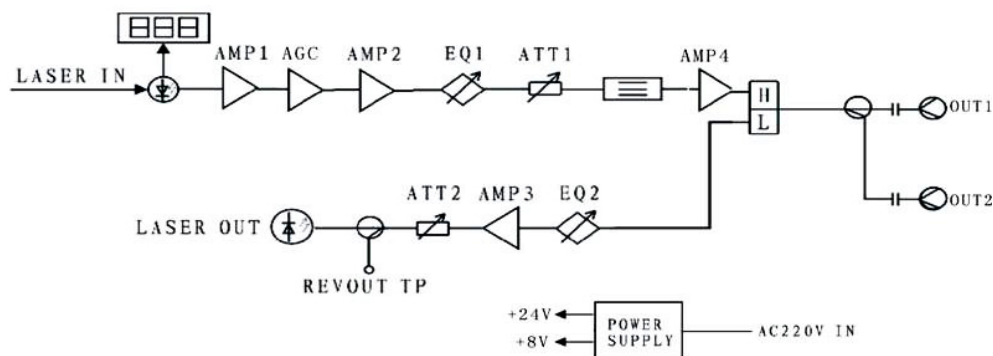 888
AMP1
AGC
AMP2
EQ1
ATT1
AMP4
LASER IN
H
L
OUT1
ATT2
AMP3
EQ2
OUT2
LASER OUT
REVOUT TP
+24V
+8V
POWER
SUPPLY
AC220V IN